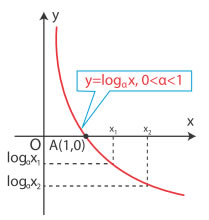 y
y=logₐx, 0<α<1
x₁ x₂ x
O A(1,0)
logₐx₁
logₐx₂